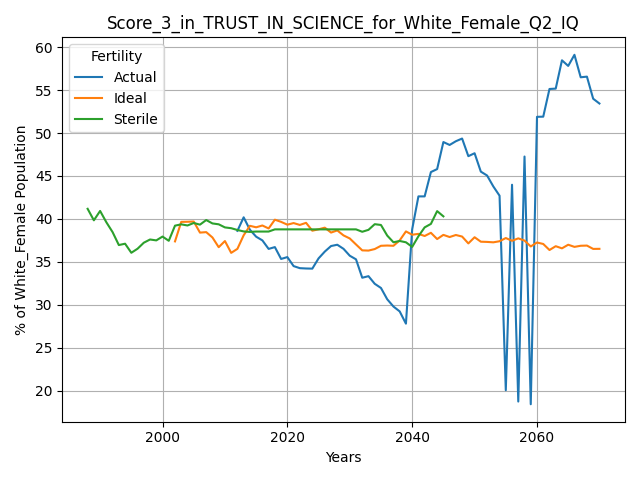 Score_3_in_TRUST_IN_SCIENCE_for_White_Female_Q2_IQ
Fertility
Actual
Ideal
Sterile
% of White_Female Population
60
55
50
45
40
35
30
25
20
2000
2020
2040
2060
Years